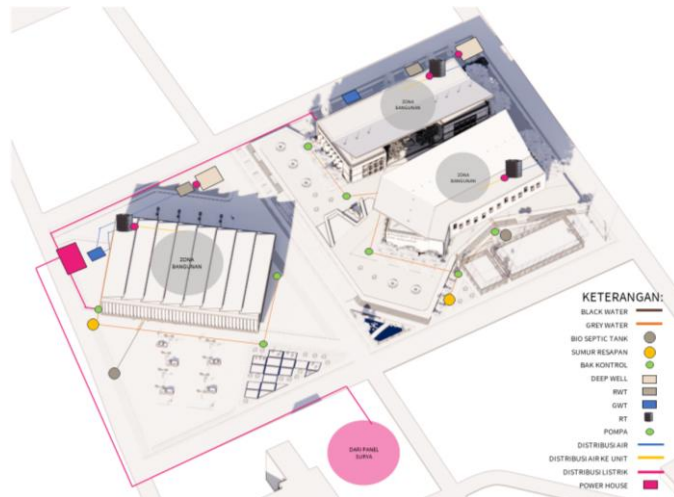 ZONA
BANGUNAN
ZONA
BANGUNAN
ZONA
BANGUNAN
DARI PANEL
SURYA
KETERANGAN:
BLACK WATER
GREY WATER
BIO SEPTIC TANK
SUMUR RESAPAN
BAK KONTROL
DEEP WELL
RWT
GWT
RT
POMPA
DISTRIBUSI AIR
DISTRIBUSI AIR KE UNIT
DISTRIBUSI LISTRIK
POWER HOUSE